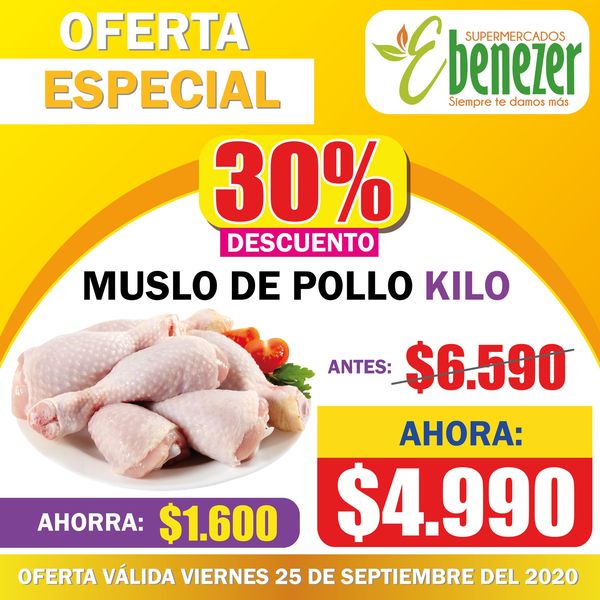 OFERTA
ESPECIAL
SUPERMERCADOS
Ebenezer
Siempre te damos más
30%
DESCUENTO
MUSLO DE POLLO KILO
ANTES: $6.590
AHORA:
$4.990
AHORRA: $1.600
OFERTA VÁLIDA VIERNES 25 DE SEPTIEMBRE DEL 2020